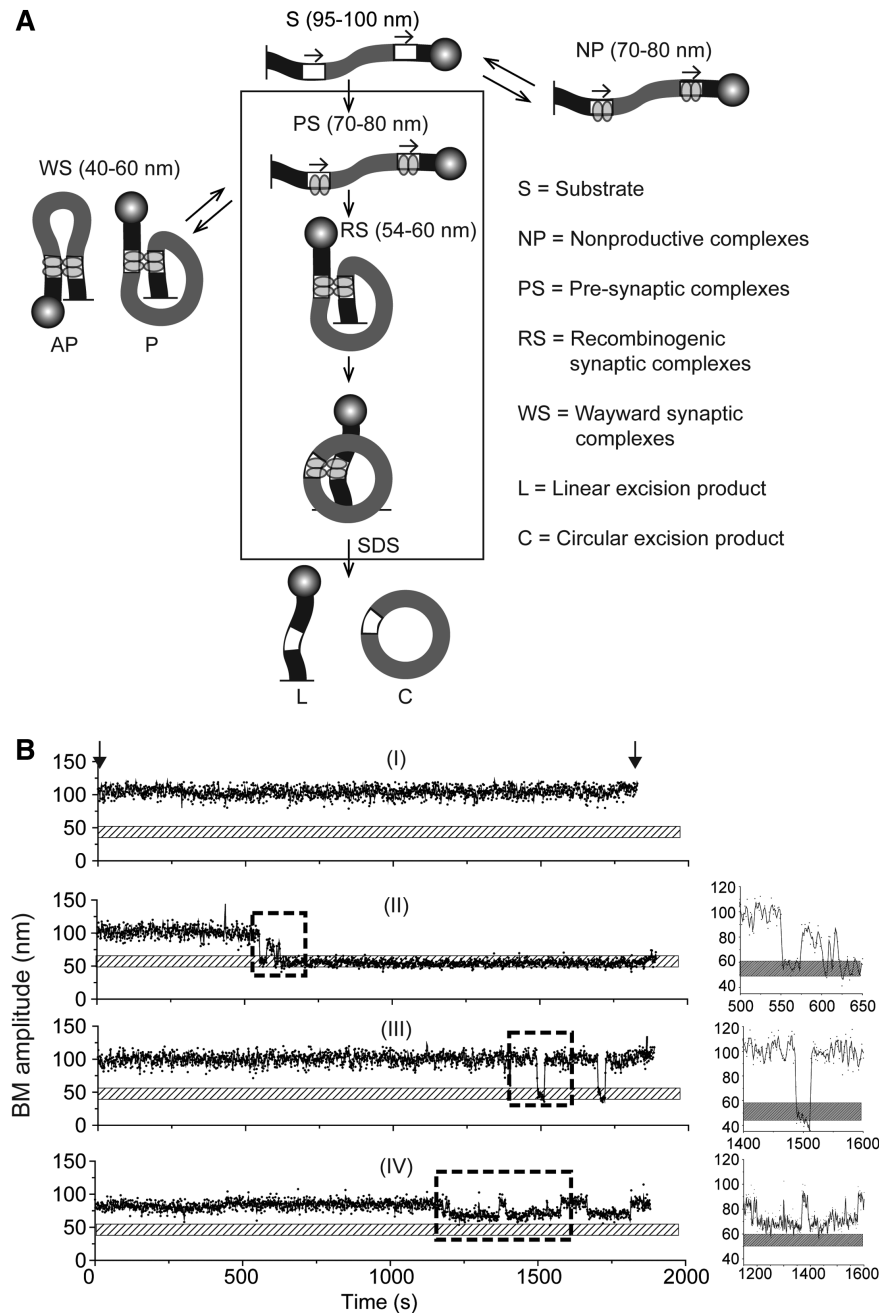 A
S (95-100 nm)
NP (70-80 nm)
PS (70-80 nm)
WS (40-60 nm)
RS (54-60 nm)
AP
P
SDS
L
C
S = Substrate
NP = Nonproductive complexes
PS = Pre-synaptic complexes
RS = Recombinogenic
synaptic complexes
WS = Wayward synaptic
complexes
L = Linear excision product
C = Circular excision product
B
BM amplitude (nm)
(I)
150
100
50
0
(II)
150
100
50
0
120
100
80
60
40
500 550 600 650
(III)
150
100
50
0
120
100
80
60
40
1400 1500 1600
(IV)
150
100
50
0
0 500 1000 1500 2000
Time (s)
120
100
80
60
40
1200 1400 1600